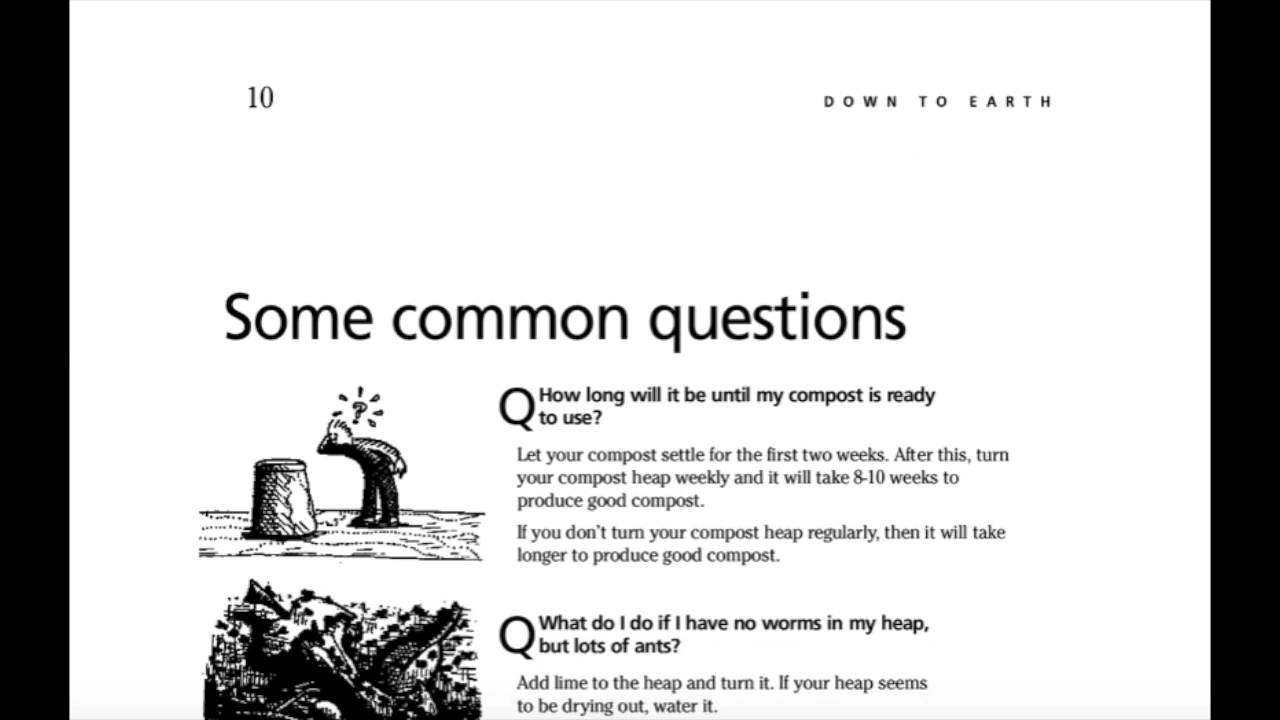 10
DOWN TO EARTH
Some common questions
?
Q How long will it be until my compost is ready
to use?
Let your compost settle for the first two weeks. After this, turn
your compost heap weekly and it will take 8-10 weeks to
produce good compost.
If you don't turn your compost heap regularly, then it will take
longer to produce good compost.
Q What do I do if I have no worms in my heap,
but lots of ants?
Add lime to the heap and turn it. If your heap seems
to be drying out, water it.